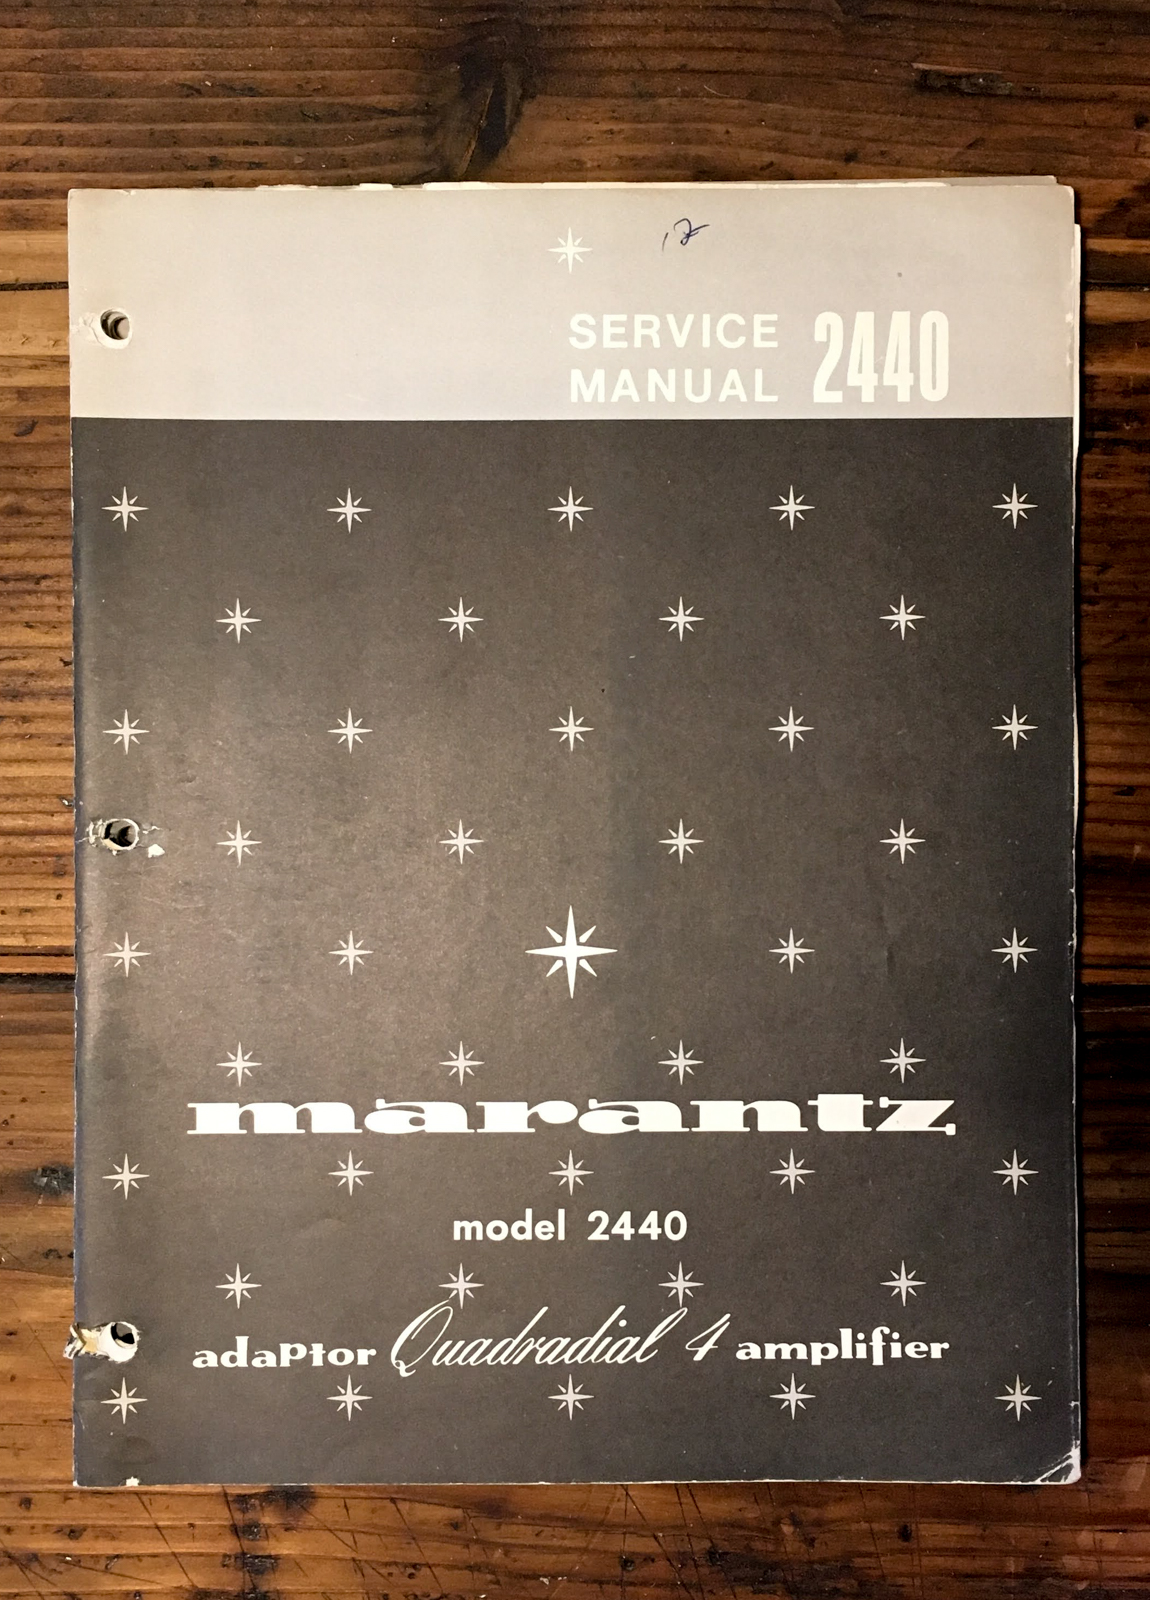 SERVICE
MANUAL 2440
marantz
model 2440
adaptor Quadradial 4 amplifier